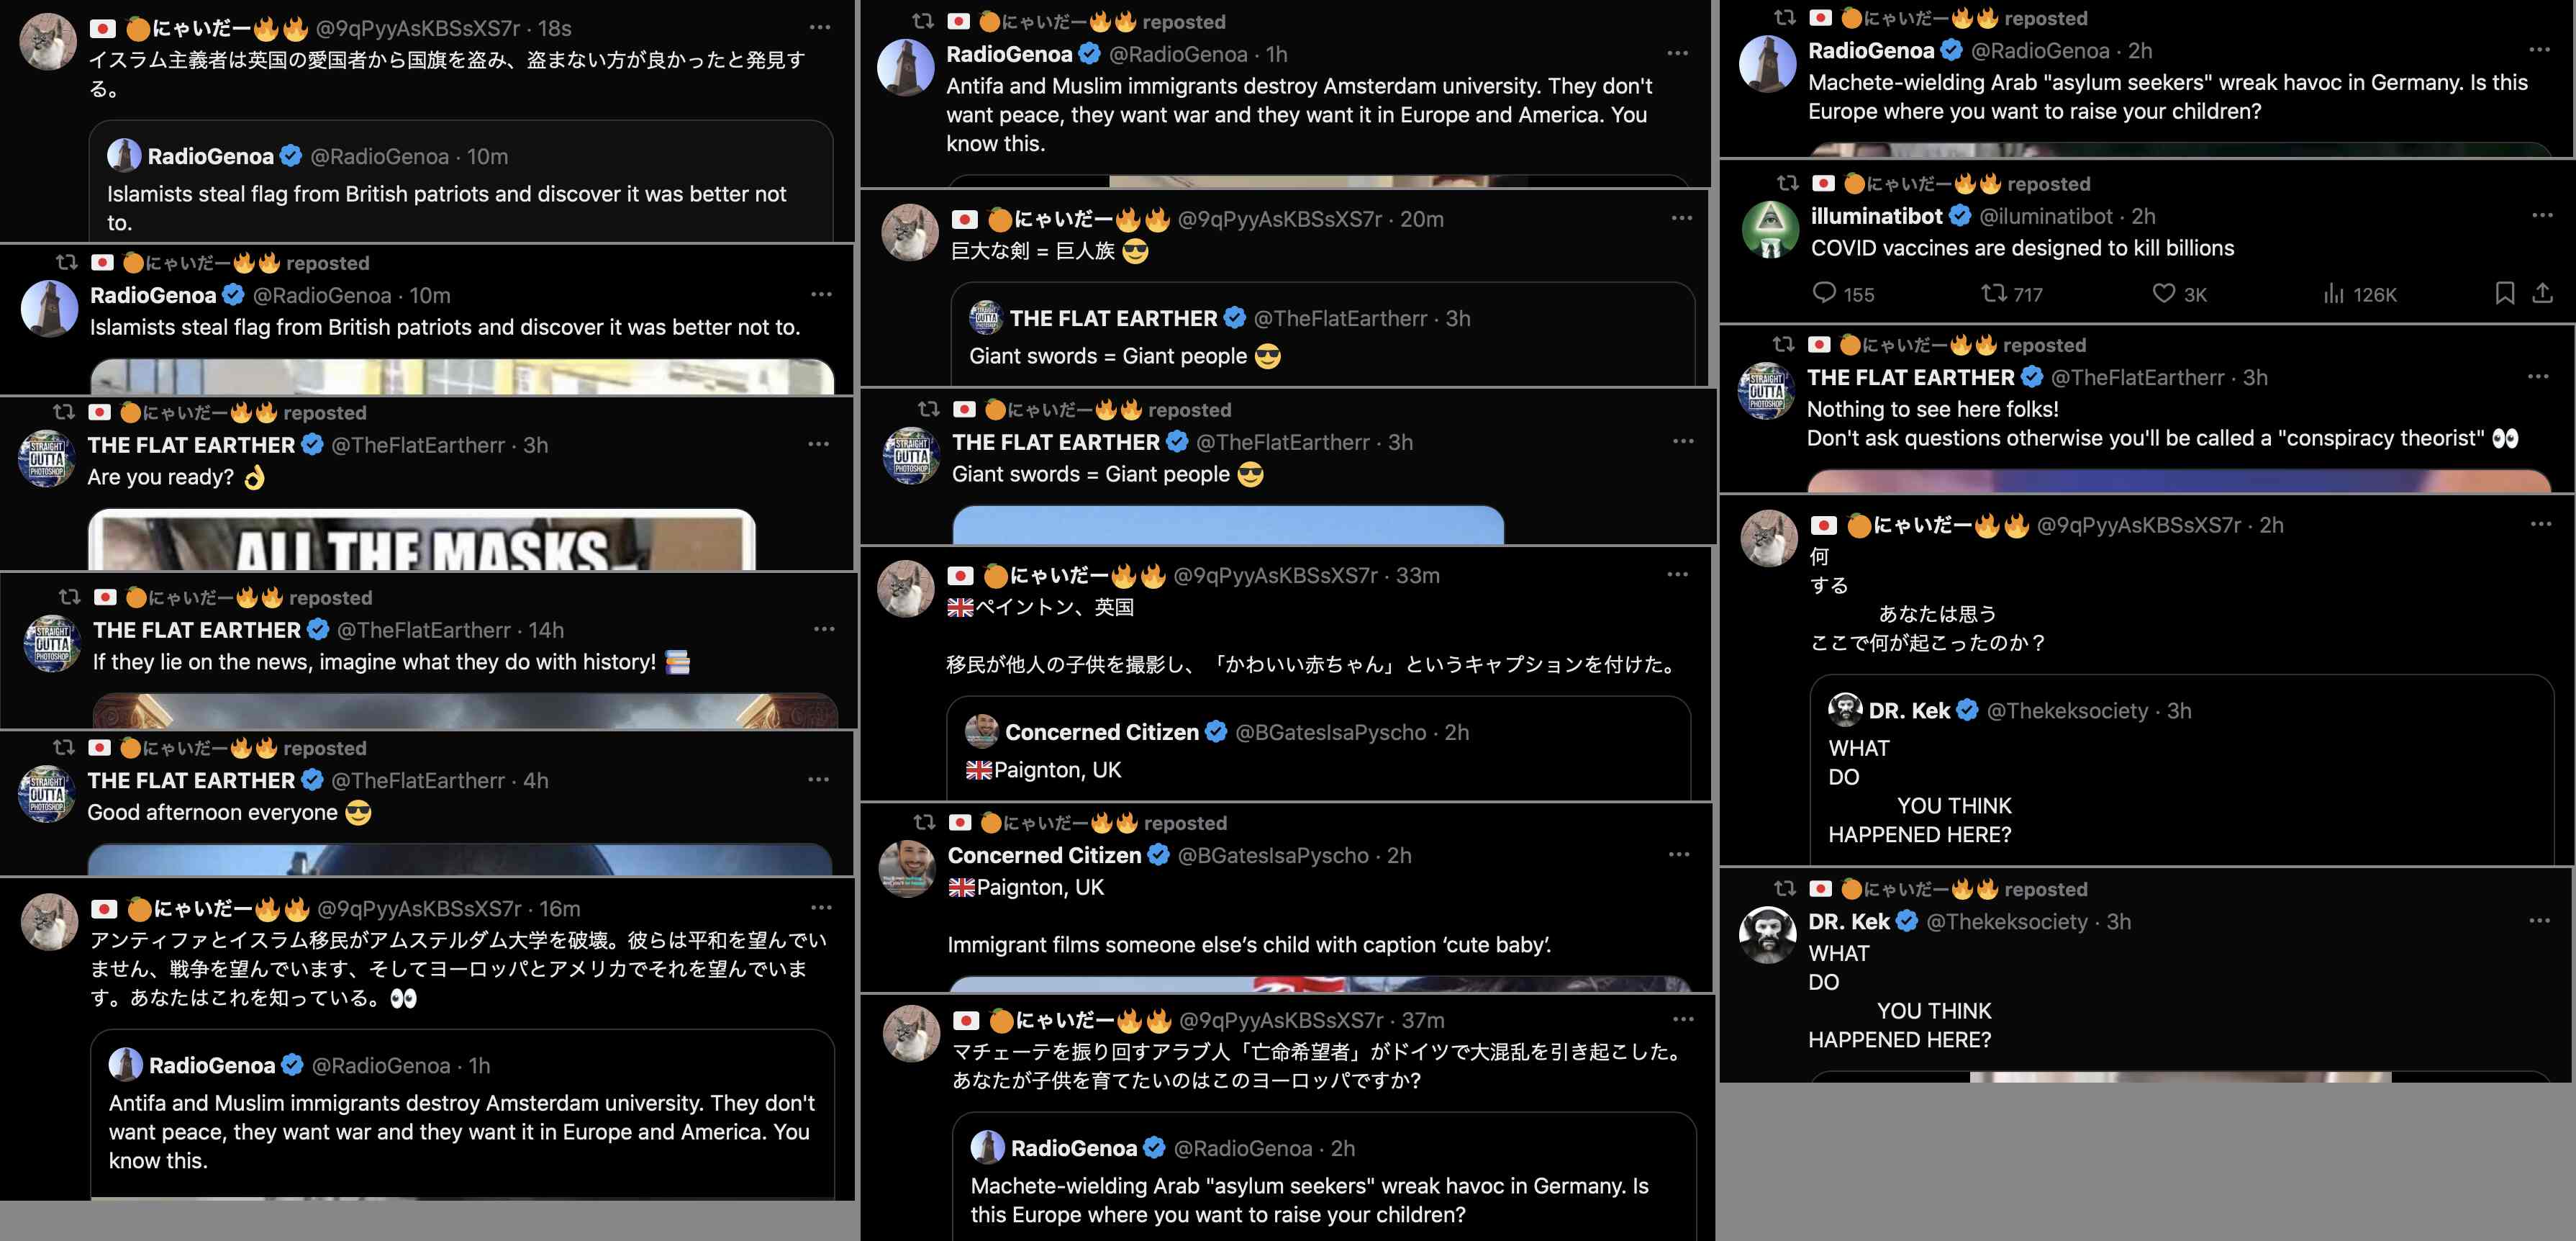 🇯🇵 🍊にゃいだー🔥🔥 @9qPyyAsKBSsXS7r · 18s
イスラム主義者は英国の愛国者から国旗を盗み、盗まない方が良かったと発見す
る。
RadioGenoa @RadioGenoa · 10m
Islamists steal flag from British patriots and discover it was better not
to.
🇯🇵 🍊にゃいだー🔥🔥 reposted
RadioGenoa @RadioGenoa · 10m
Islamists steal flag from British patriots and discover it was better not to.
🇯🇵 🍊にゃいだー🔥🔥 reposted
THE FLAT EARTHER @TheFlatEartherr · 3h
Are you ready? 👌
STRAIGHT
OUTTA
PHOTOSHOP
ALL THE MASKS
🇯🇵 🍊にゃいだー🔥🔥 reposted
THE FLAT EARTHER @TheFlatEartherr · 14h
If they lie on the news, imagine what they do with history! 📚
STRAIGHT
OUTTA
PHOTOSHOP
🇯🇵 🍊にゃいだー🔥🔥 reposted
THE FLAT EARTHER @TheFlatEartherr · 4h
Good afternoon everyone 😎
STRAIGHT
OUTTA
PHOTOSHOP
🇯🇵 🍊にゃいだー🔥🔥 @9qPyyAsKBSsXS7r · 16m
アンティファとイスラム移民がアムステルダム大学を破壊。彼らは平和を望んでい
ません、戦争を望んでいます、そしてヨーロッパとアメリカでそれを望んでいま
す。あなたはこれを知っている。👀
RadioGenoa @RadioGenoa · 1h
Antifa and Muslim immigrants destroy Amsterdam university. They don't
want peace, they want war and they want it in Europe and America. You
know this.
🇯🇵 🍊にゃいだー🔥🔥 reposted
RadioGenoa @RadioGenoa · 1h
Antifa and Muslim immigrants destroy Amsterdam university. They don't
want peace, they want war and they want it in Europe and America. You
know this.
🇯🇵 🍊にゃいだー🔥🔥 @9qPyyAsKBSsXS7r · 20m
巨大な剣 = 巨人族 😎
THE FLAT EARTHER @TheFlatEartherr · 3h
Giant swords = Giant people 😎
🇯🇵 🍊にゃいだー🔥🔥 reposted
THE FLAT EARTHER @TheFlatEartherr · 3h
Giant swords = Giant people 😎
STRAIGHT
OUTTA
PHOTOSHOP
🇯🇵 🍊にゃいだー🔥🔥 @9qPyyAsKBSsXS7r · 33m
🇬🇧ペイントン、英国
移民が他人の子供を撮影し、「かわいい赤ちゃん」というキャプションを付けた。
Concerned Citizen @BGatesIsaPyscho · 2h
🇬🇧Paignton, UK
🇯🇵 🍊にゃいだー🔥🔥 reposted
Concerned Citizen @BGatesIsaPyscho · 2h
🇬🇧Paignton, UK
Immigrant films someone else’s child with caption ‘cute baby’.
🇯🇵 🍊にゃいだー🔥🔥 @9qPyyAsKBSsXS7r · 37m
マチェーテを振り回すアラブ人「亡命希望者」がドイツで大混乱を引き起こした。
あなたが子供を育てたいのはこのヨーロッパですか?
RadioGenoa @RadioGenoa · 2h
Machete-wielding Arab "asylum seekers" wreak havoc in Germany. Is
this Europe where you want to raise your children?
🇯🇵 🍊にゃいだー🔥🔥 reposted
RadioGenoa @RadioGenoa · 2h
Machete-wielding Arab "asylum seekers" wreak havoc in Germany. Is this
Europe where you want to raise your children?
🇯🇵 🍊にゃいだー🔥🔥 reposted
illuminatibot @iluminatibot · 2h
COVID vaccines are designed to kill billions
155 717 3K 126K
🇯🇵 🍊にゃいだー🔥🔥 reposted
THE FLAT EARTHER @TheFlatEartherr · 3h
Nothing to see here folks!
Don't ask questions otherwise you'll be called a "conspiracy theorist" 👀
STRAIGHT
OUTTA
PHOTOSHOP
🇯🇵 🍊にゃいだー🔥🔥 @9qPyyAsKBSsXS7r · 2h
何
する
あなたは思う
ここで何が起こったのか？
DR. Kek @Thekeksociety · 3h
WHAT
DO
YOU THINK
HAPPENED HERE?
🇯🇵 🍊にゃいだー🔥🔥 reposted
DR. Kek @Thekeksociety · 3h
WHAT
DO
YOU THINK
HAPPENED HERE?